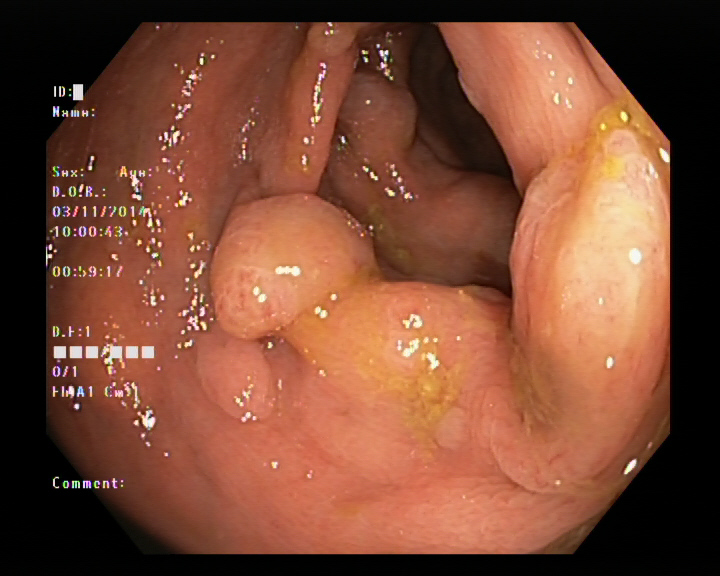 ID:
Name:
Sex: Age:
D.O.B.:
03/11/2014
10:00:43
00:59:17
D.F:1
0/1
Comment: